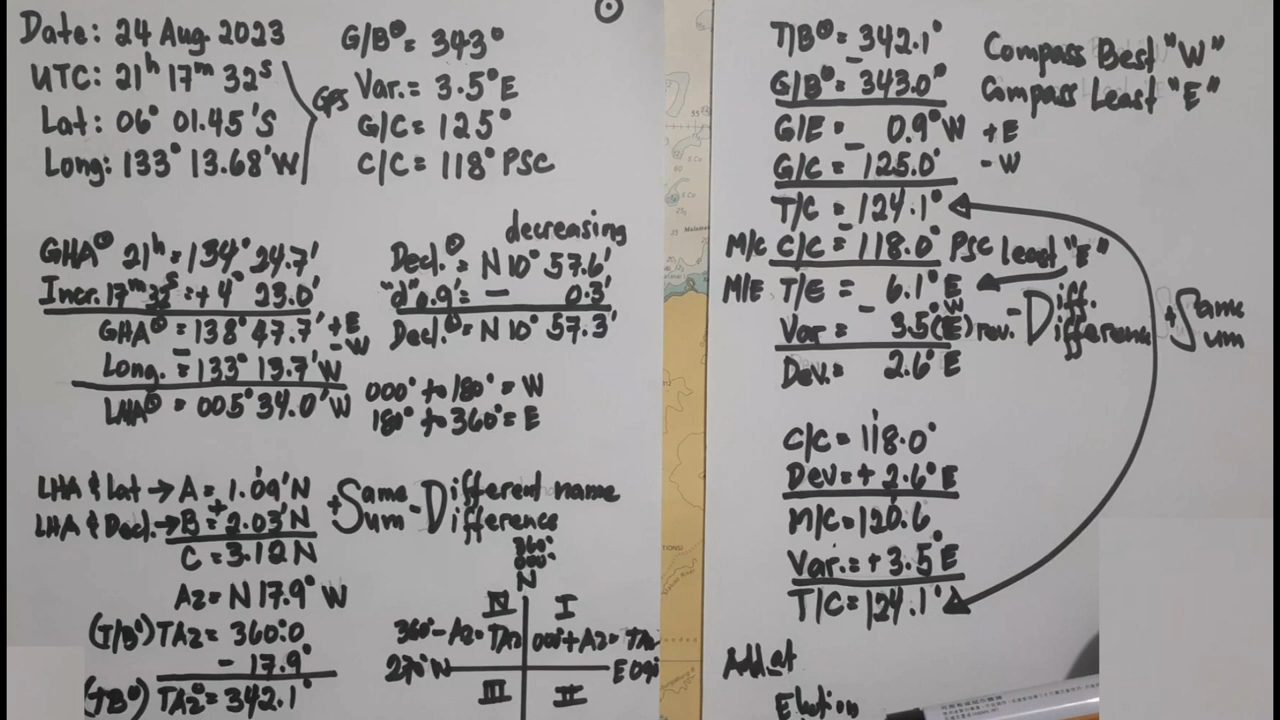 Date: 24 Aug. 2023
UTC: 21ʰ 17ᵐ 32ˢ
Lat: 06° 01.45'S
Long: 133° 13.68'W
GPS
G/B☉ = 343°
Var. = 3.5°E
G/C = 125°
C/C = 118° PSC
GHA☉ 21ʰ = 134° 24.7'
Incr. 17ᵐ 32ˢ = + 4° 23.0'
GHA☉ = 138° 47.7' + E
- W
Long. = 133° 13.7'W
LHA☉ = 005° 34.0'W
decreasing
Decl.☉ = N 10° 57.6'
"d" 0.9' = - 0.3'
Decl.☉ = N 10° 57.3'
000° to 180° = W
180° to 360° = E
LHA & Lat → A = 1.09'N
LHA & Decl. → B = + 2.03'N
C = 3.12 N
+ Same
Sum
- Different name
Difference
Az = N 17.9° W
(T/B☉) TAz = 360.0
- 17.9°
(TB☉) TAz☉ = 342.1°
360°
000°
N
IV I
360° - Az = TAz 000° + Az = TAz
270° W E
III II
T/B☉ = 342.1°
G/B☉ = - 343.0°
G/E = 0.9°W
G/C = - 125.0°
T/C = 124.1°
Compass Best "W"
Compass Least "E"
+ E
- W
M/C C/C = - 118.0° PSC Least "E"
M/E T/E = 6.1°E
Var = - 3.5(E)W rev.
Dev. = 2.6°E
- Diff.
Difference
+ Same
Sum
C/C = 118.0°
Dev = + 2.6°E
M/C = 120.6°
Var. = + 3.5°E
T/C = 124.1°
Add. at